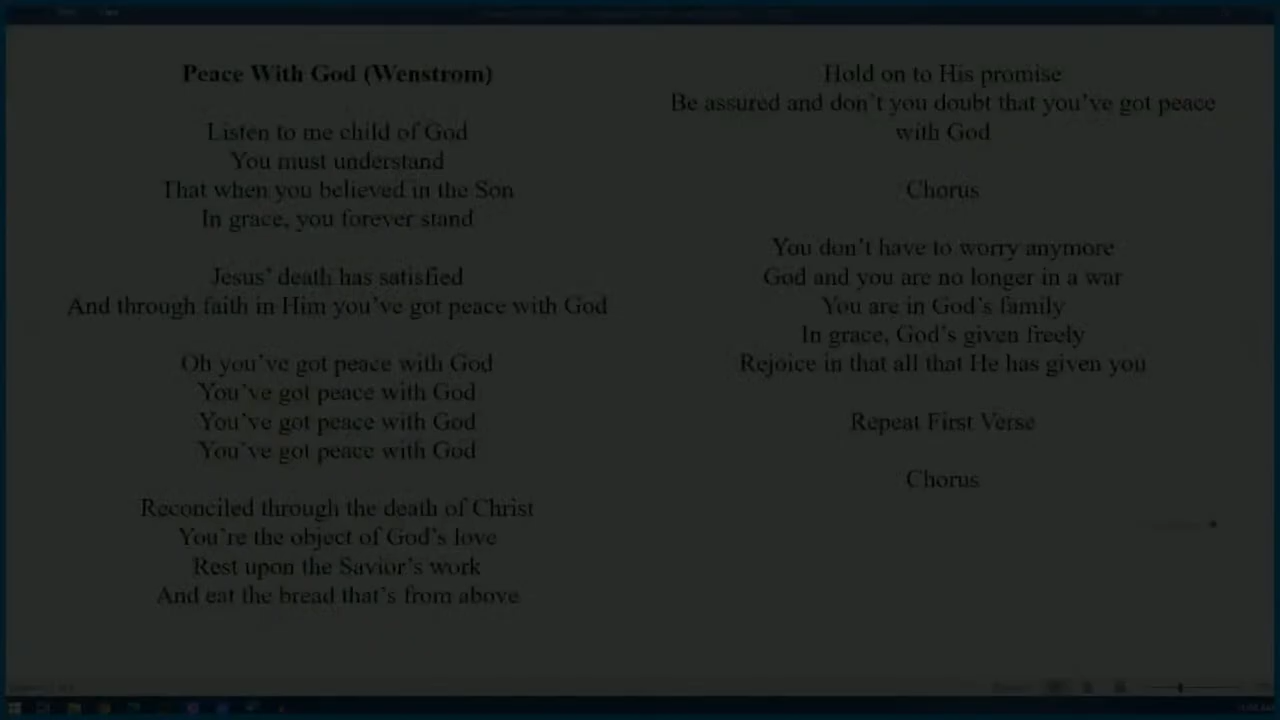 Peace With God (Wenstrom)
Listen to me child of God
You must understand
That when you believed in the Son
In grace, you forever stand
Jesus’ death has satisfied
And through faith in Him you’ve got peace with God
Oh you’ve got peace with God
You’ve got peace with God
You’ve got peace with God
You’ve got peace with God
Reconciled through the death of Christ
You’re the object of God’s love
Rest upon the Savior’s work
And eat the bread that’s from above
Hold on to His promise
Be assured and don’t you doubt that you’ve got peace
with God
Chorus
You don’t have to worry anymore
God and you are no longer in a war
You are in God’s family
In grace, God’s given freely
Rejoice in that all that He has given you
Repeat First Verse
Chorus